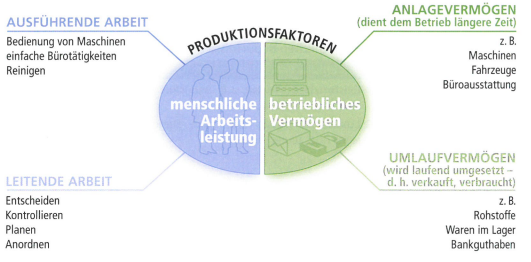 AUSFÜHRENDE ARBEIT
Bedienung von Maschinen
einfache Bürotätigkeiten
Reinigen
PRODUKTIONSFAKTOREN
ANLAGEVERMÖGEN
(dient dem Betrieb längere Zeit)
z. B.
Maschinen
Fahrzeuge
Büroausstattung
menschliche
Arbeits-
leistung
betriebliches
Vermögen
LEITENDE ARBEIT
Entscheiden
Kontrollieren
Planen
Anordnen
UMLAUFVERMÖGEN
(wird laufend umgesetzt –
d. h. verkauft, verbraucht)
z. B.
Rohstoffe
Waren im Lager
Bankguthaben